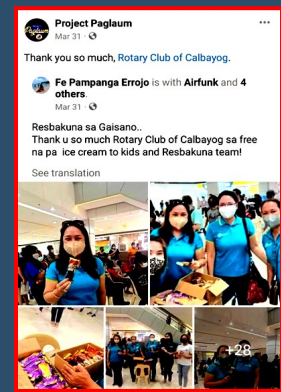 Project Paglaum
Mar 31 ·
Thank you so much, Rotary Club of Calbayog.
Fe Pampanga Errojo is with Airfunk and 4
others.
Mar 31 ·
Resbakuna sa Gaisano..
Thank u so much Rotary Club of Calbayog sa free
na pa ice cream to kids and Resbakuna team!
See translation
+28